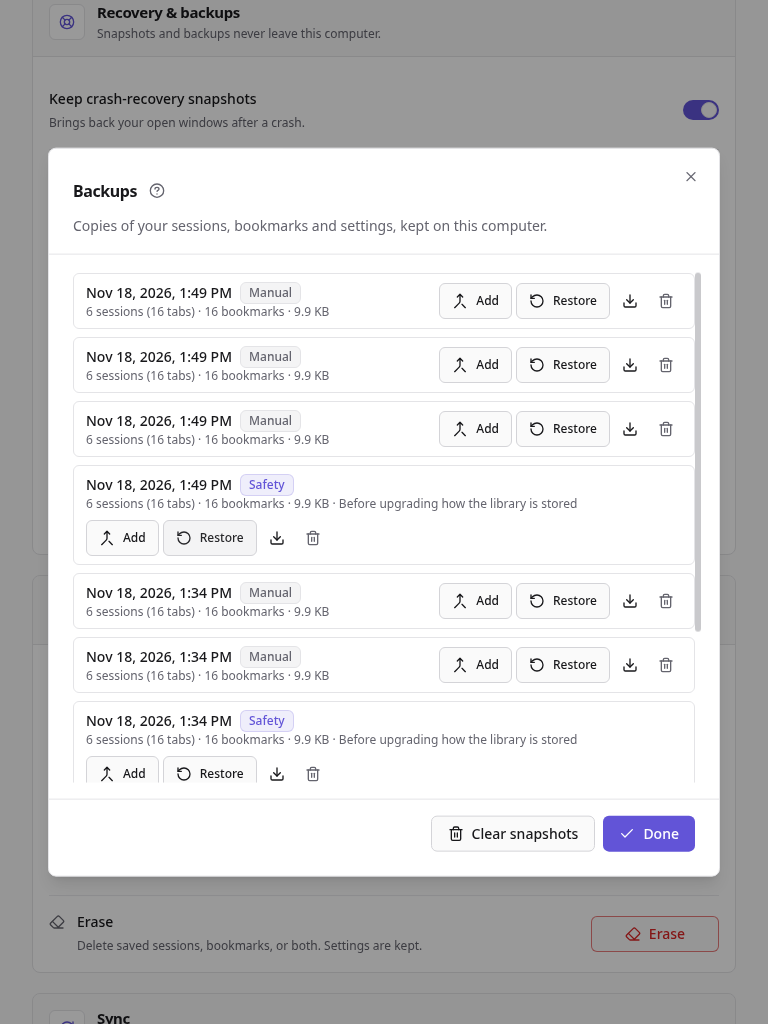 Recovery & backups
Snapshots and backups never leave this computer.
Keep crash-recovery snapshots
Brings back your open windows after a crash.
Backups
Copies of your sessions, bookmarks and settings, kept on this computer.
Nov 18, 2026, 1:49 PM Manual
6 sessions (16 tabs) · 16 bookmarks · 9.9 KB
Add Restore
Nov 18, 2026, 1:49 PM Manual
6 sessions (16 tabs) · 16 bookmarks · 9.9 KB
Add Restore
Nov 18, 2026, 1:49 PM Manual
6 sessions (16 tabs) · 16 bookmarks · 9.9 KB
Add Restore
Nov 18, 2026, 1:49 PM Safety
6 sessions (16 tabs) · 16 bookmarks · 9.9 KB · Before upgrading how the library is stored
Add Restore
Nov 18, 2026, 1:34 PM Manual
6 sessions (16 tabs) · 16 bookmarks · 9.9 KB
Add Restore
Nov 18, 2026, 1:34 PM Manual
6 sessions (16 tabs) · 16 bookmarks · 9.9 KB
Add Restore
Nov 18, 2026, 1:34 PM Safety
6 sessions (16 tabs) · 16 bookmarks · 9.9 KB · Before upgrading how the library is stored
Add Restore
Clear snapshots Done
Erase
Delete saved sessions, bookmarks, or both. Settings are kept.
Erase
Sync